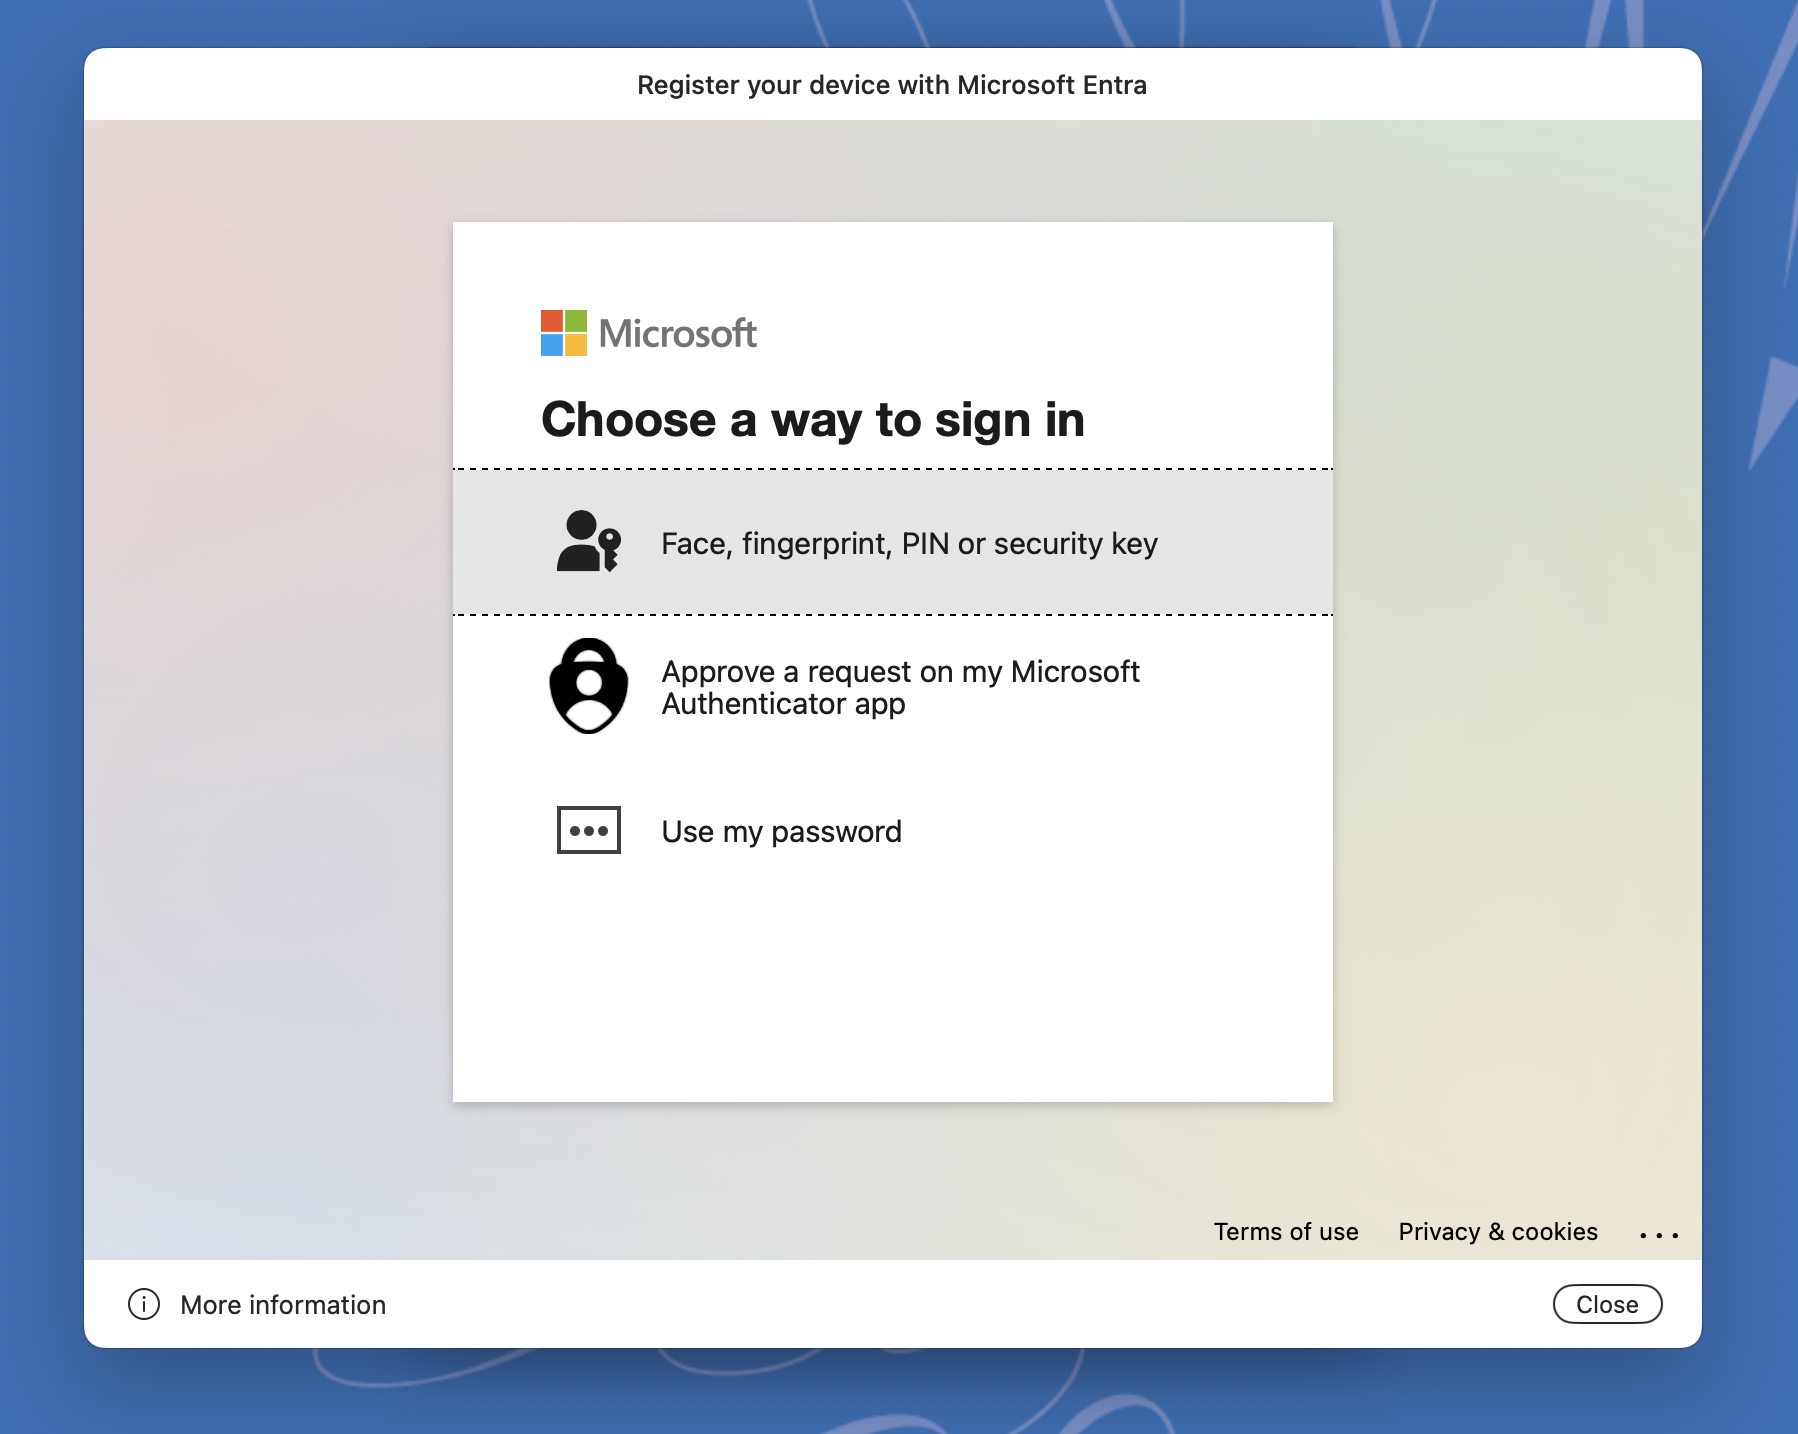 Register your device with Microsoft Entra
Microsoft
Choose a way to sign in
Face, fingerprint, PIN or security key
Approve a request on my Microsoft
Authenticator app
Use my password
Terms of use Privacy & cookies ...
More information
Close